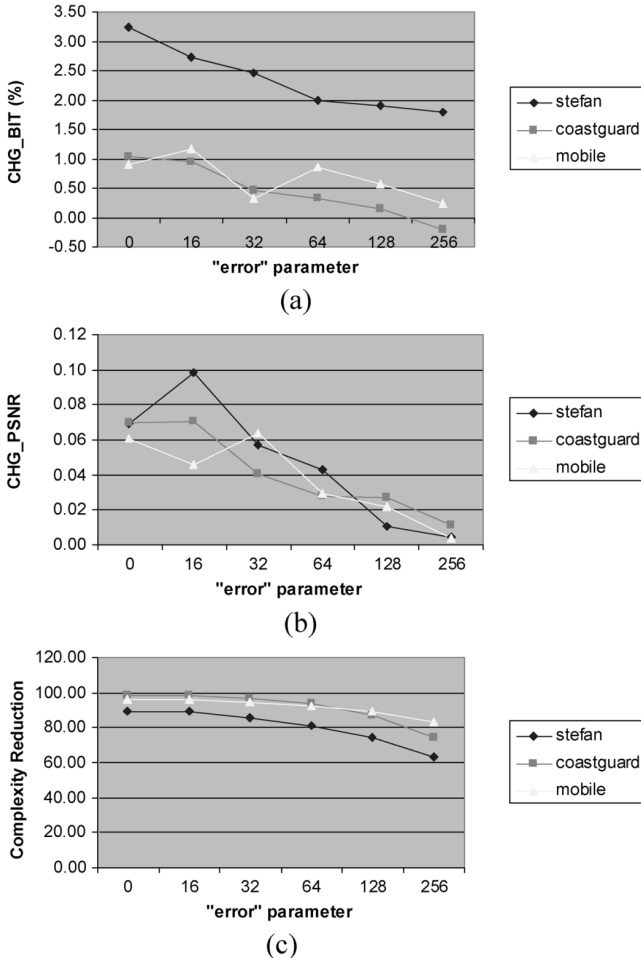 3.50
3.00
2.50
2.00
1.50
1.00
0.50
0.00
-0.50
CHG_BIT (%)
0 16 32 64 128 256
"error" parameter
stefan
coastguard
mobile
(a)
0.12
0.10
0.08
0.06
0.04
0.02
0.00
CHG_PSNR
0 16 32 64 128 256
"error" parameter
stefan
coastguard
mobile
(b)
120.00
100.00
80.00
60.00
40.00
20.00
0.00
Complexity Reduction
0 16 32 64 128 256
"error" parameter
stefan
coastguard
mobile
(c)